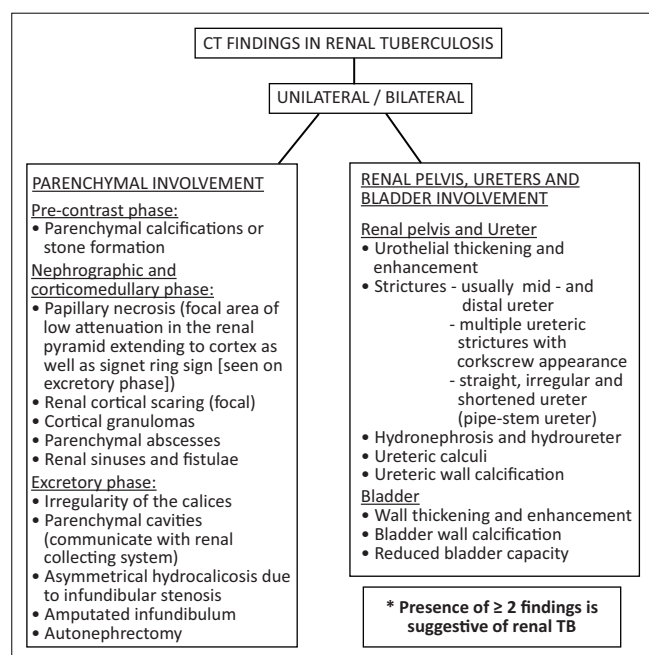 CT FINDINGS IN RENAL TUBERCULOSIS
UNILATERAL / BILATERAL
PARENCHYMAL INVOLVEMENT
Pre-contrast phase:
• Parenchymal calcifications or
stone formation
Nephrographic and
corticomedullary phase:
• Papillary necrosis (focal area of
low attenuation in the renal
pyramid extending to cortex as
well as signet ring sign [seen on
excretory phase])
• Renal cortical scaring (focal)
• Cortical granulomas
• Parenchymal abscesses
• Renal sinuses and fistulae
Excretory phase:
• Irregularity of the calices
• Parenchymal cavities
(communicate with renal
collecting system)
• Asymmetrical hydrocalicosis due
to infundibular stenosis
• Amputated infundibulum
• Autonephrectomy
RENAL PELVIS, URETERS AND
BLADDER INVOLVEMENT
Renal pelvis and Ureter
• Urothelial thickening and
enhancement
• Strictures - usually mid - and
distal ureter
- multiple ureteric
strictures with
corkscrew appearance
- straight, irregular and
shortened ureter
(pipe-stem ureter)
• Hydronephrosis and hydroureter
• Ureteric calculi
• Ureteric wall calcification
Bladder
• Wall thickening and enhancement
• Bladder wall calcification
• Reduced bladder capacity
* Presence of ≥ 2 findings is
suggestive of renal TB